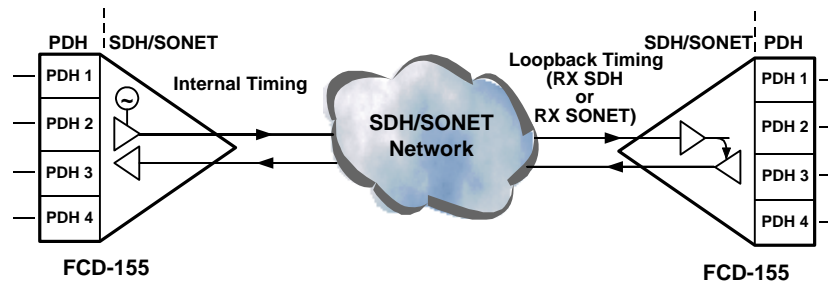 PDH
SDH/SONET
PDH 1
PDH 2
PDH 3
PDH 4
~
Internal Timing
FCD-155
SDH/SONET
Network
Loopback Timing
(RX SDH
or
RX SONET)
SDH/SONET
PDH
PDH 1
PDH 2
PDH 3
PDH 4
FCD-155